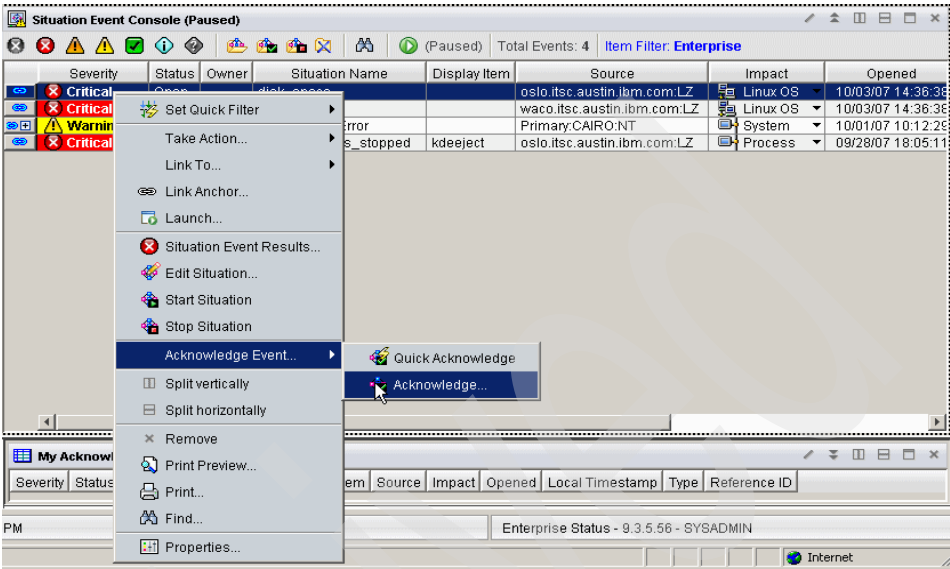 Situation Event Console (Paused)
(Paused) Total Events: 4 Item Filter: Enterprise
Severity Status Owner Situation Name Display Item Source Impact Opened
Critical Open disk_space oslo.itsc.austin.ibm.com:LZ Linux OS 10/03/07 14:36:38
Critical waco.itsc.austin.ibm.com:LZ Linux OS 10/03/07 14:36:38
Warnin Error Primary:CAIRO:NT System 10/01/07 10:12:29
Critical s_stopped kdeeject oslo.itsc.austin.ibm.com:LZ Process 09/28/07 18:05:11
Set Quick Filter
Take Action...
Link To...
Link Anchor...
Launch...
Situation Event Results...
Edit Situation...
Start Situation
Stop Situation
Acknowledge Event...
Quick Acknowledge
Acknowledge...
Split vertically
Split horizontally
Remove
Print Preview...
Print...
Find...
Properties...
My Acknowl
Severity Status em Source Impact Opened Local Timestamp Type Reference ID
PM Enterprise Status - 9.3.5.56 - SYSADMIN
Internet